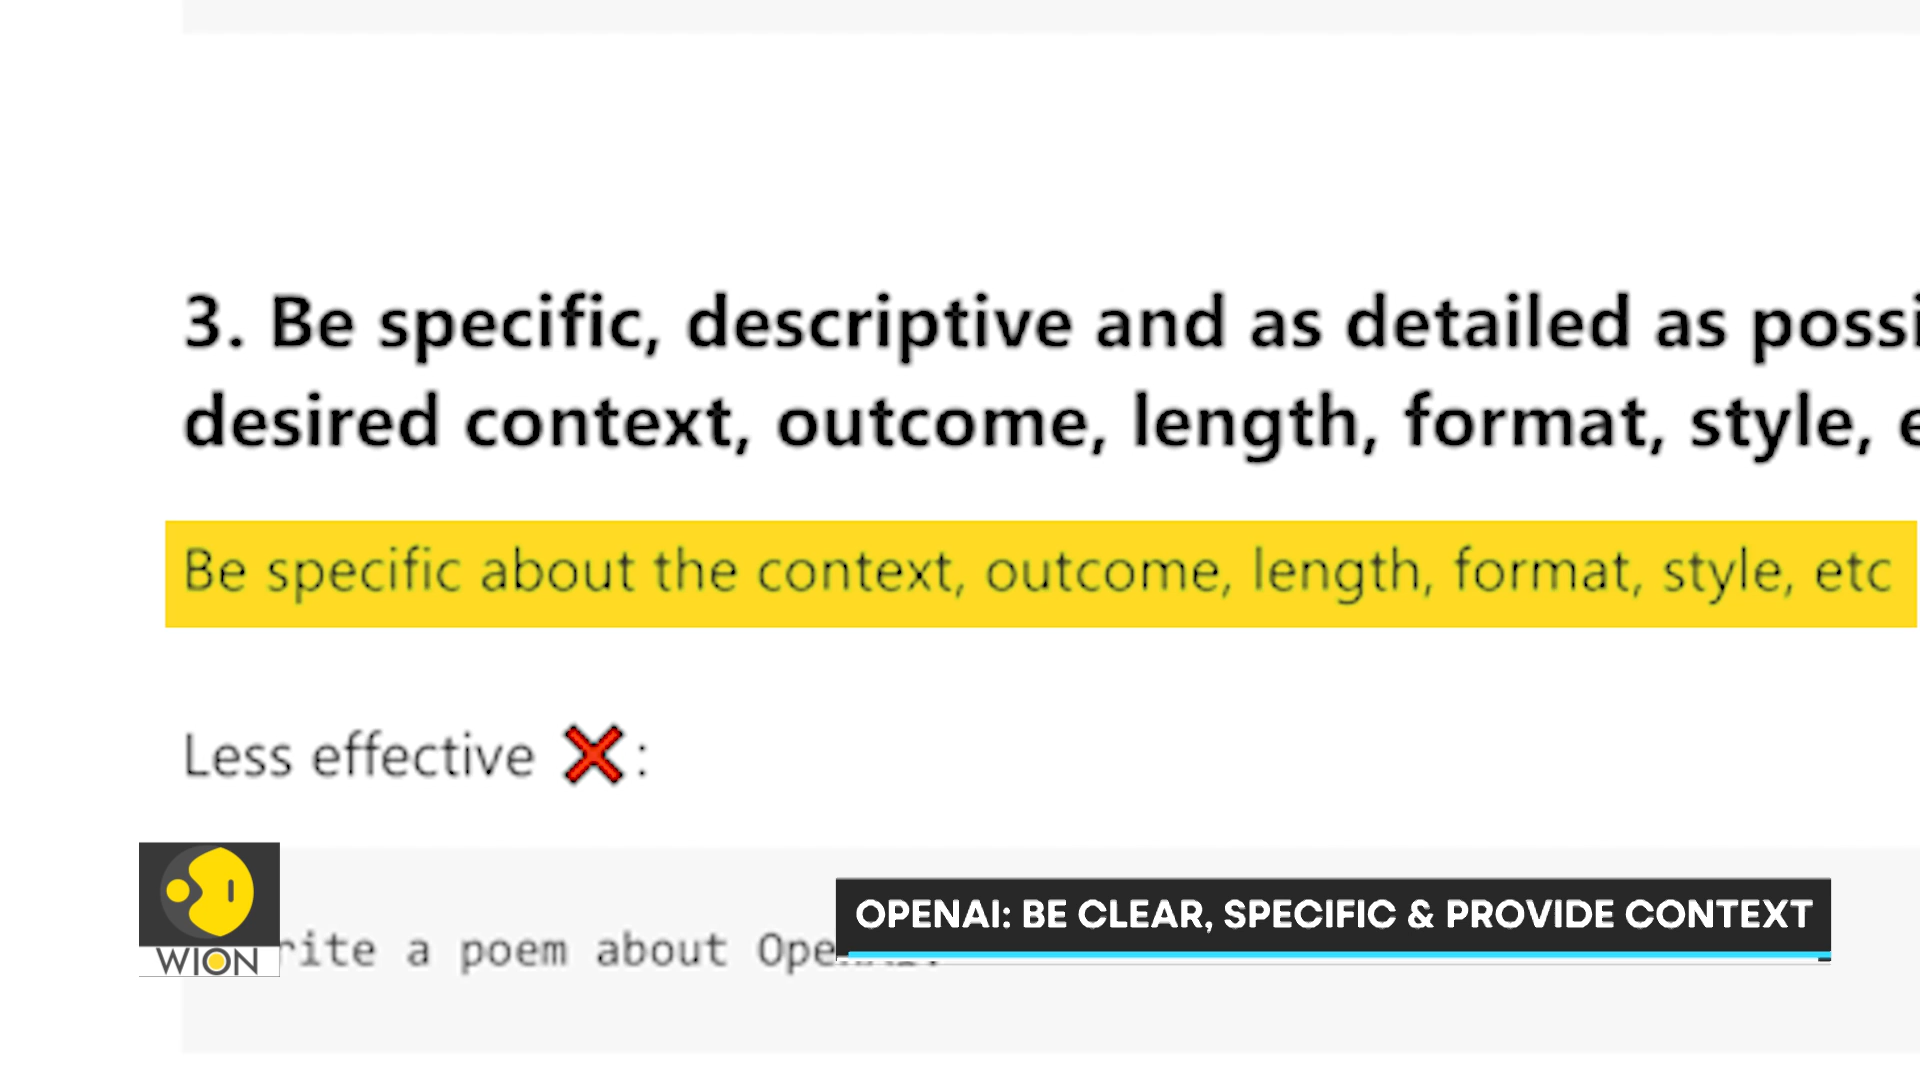 3. Be specific, descriptive and as detailed as possi
desired context, outcome, length, format, style, e
Be specific about the context, outcome, length, format, style, etc
Less effective ❌:
rite a poem about Ope
OPENAI: BE CLEAR, SPECIFIC & PROVIDE CONTEXT
WION